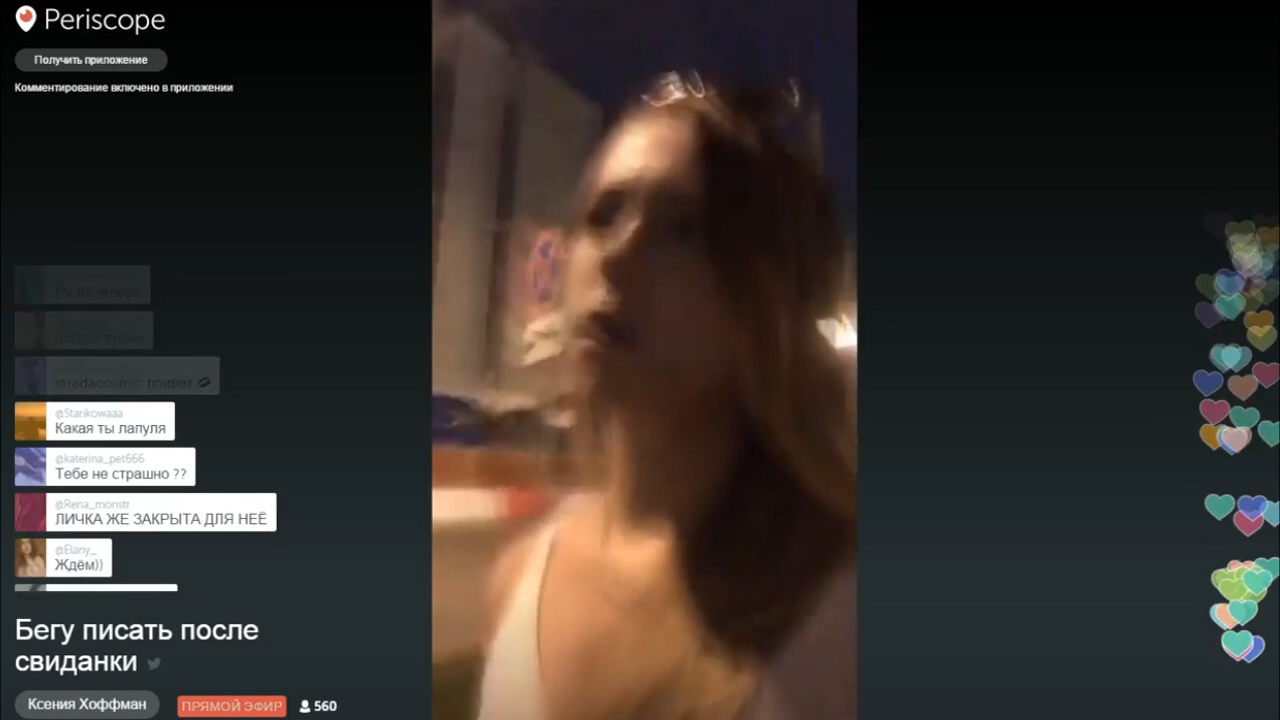 Periscope
Получить приложение
Комментирование включено в приложении
@radacosmic привет
@Starikowaaa
Какая ты лапуля
@katerina_pet666
Тебе не страшно ??
@Rena_monstr
ЛИЧКА ЖЕ ЗАКРЫТА ДЛЯ НЕЁ
@Elany_
Ждём))
Бегу писать после
свиданки
Ксения Хоффман
ПРЯМОЙ ЭФИР
560